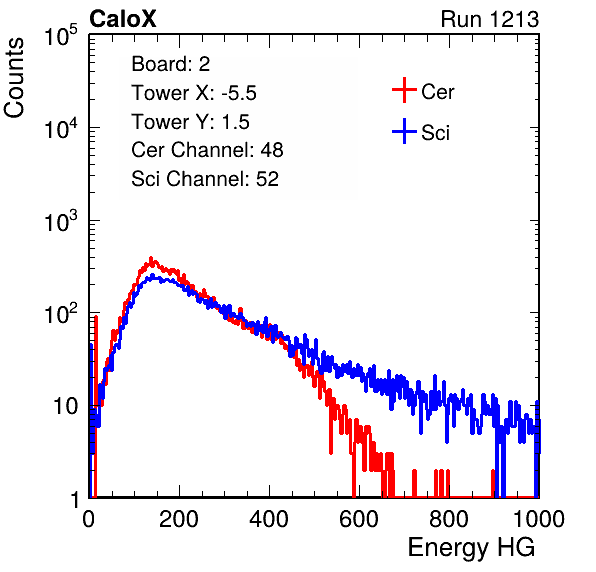 CaloX Run 1213
Counts
10^5
10^4
10^3
10^2
10
1
Board: 2
Tower X: -5.5
Tower Y: 1.5
Cer Channel: 48
Sci Channel: 52
Cer
Sci
0 200 400 600 800 1000
Energy HG